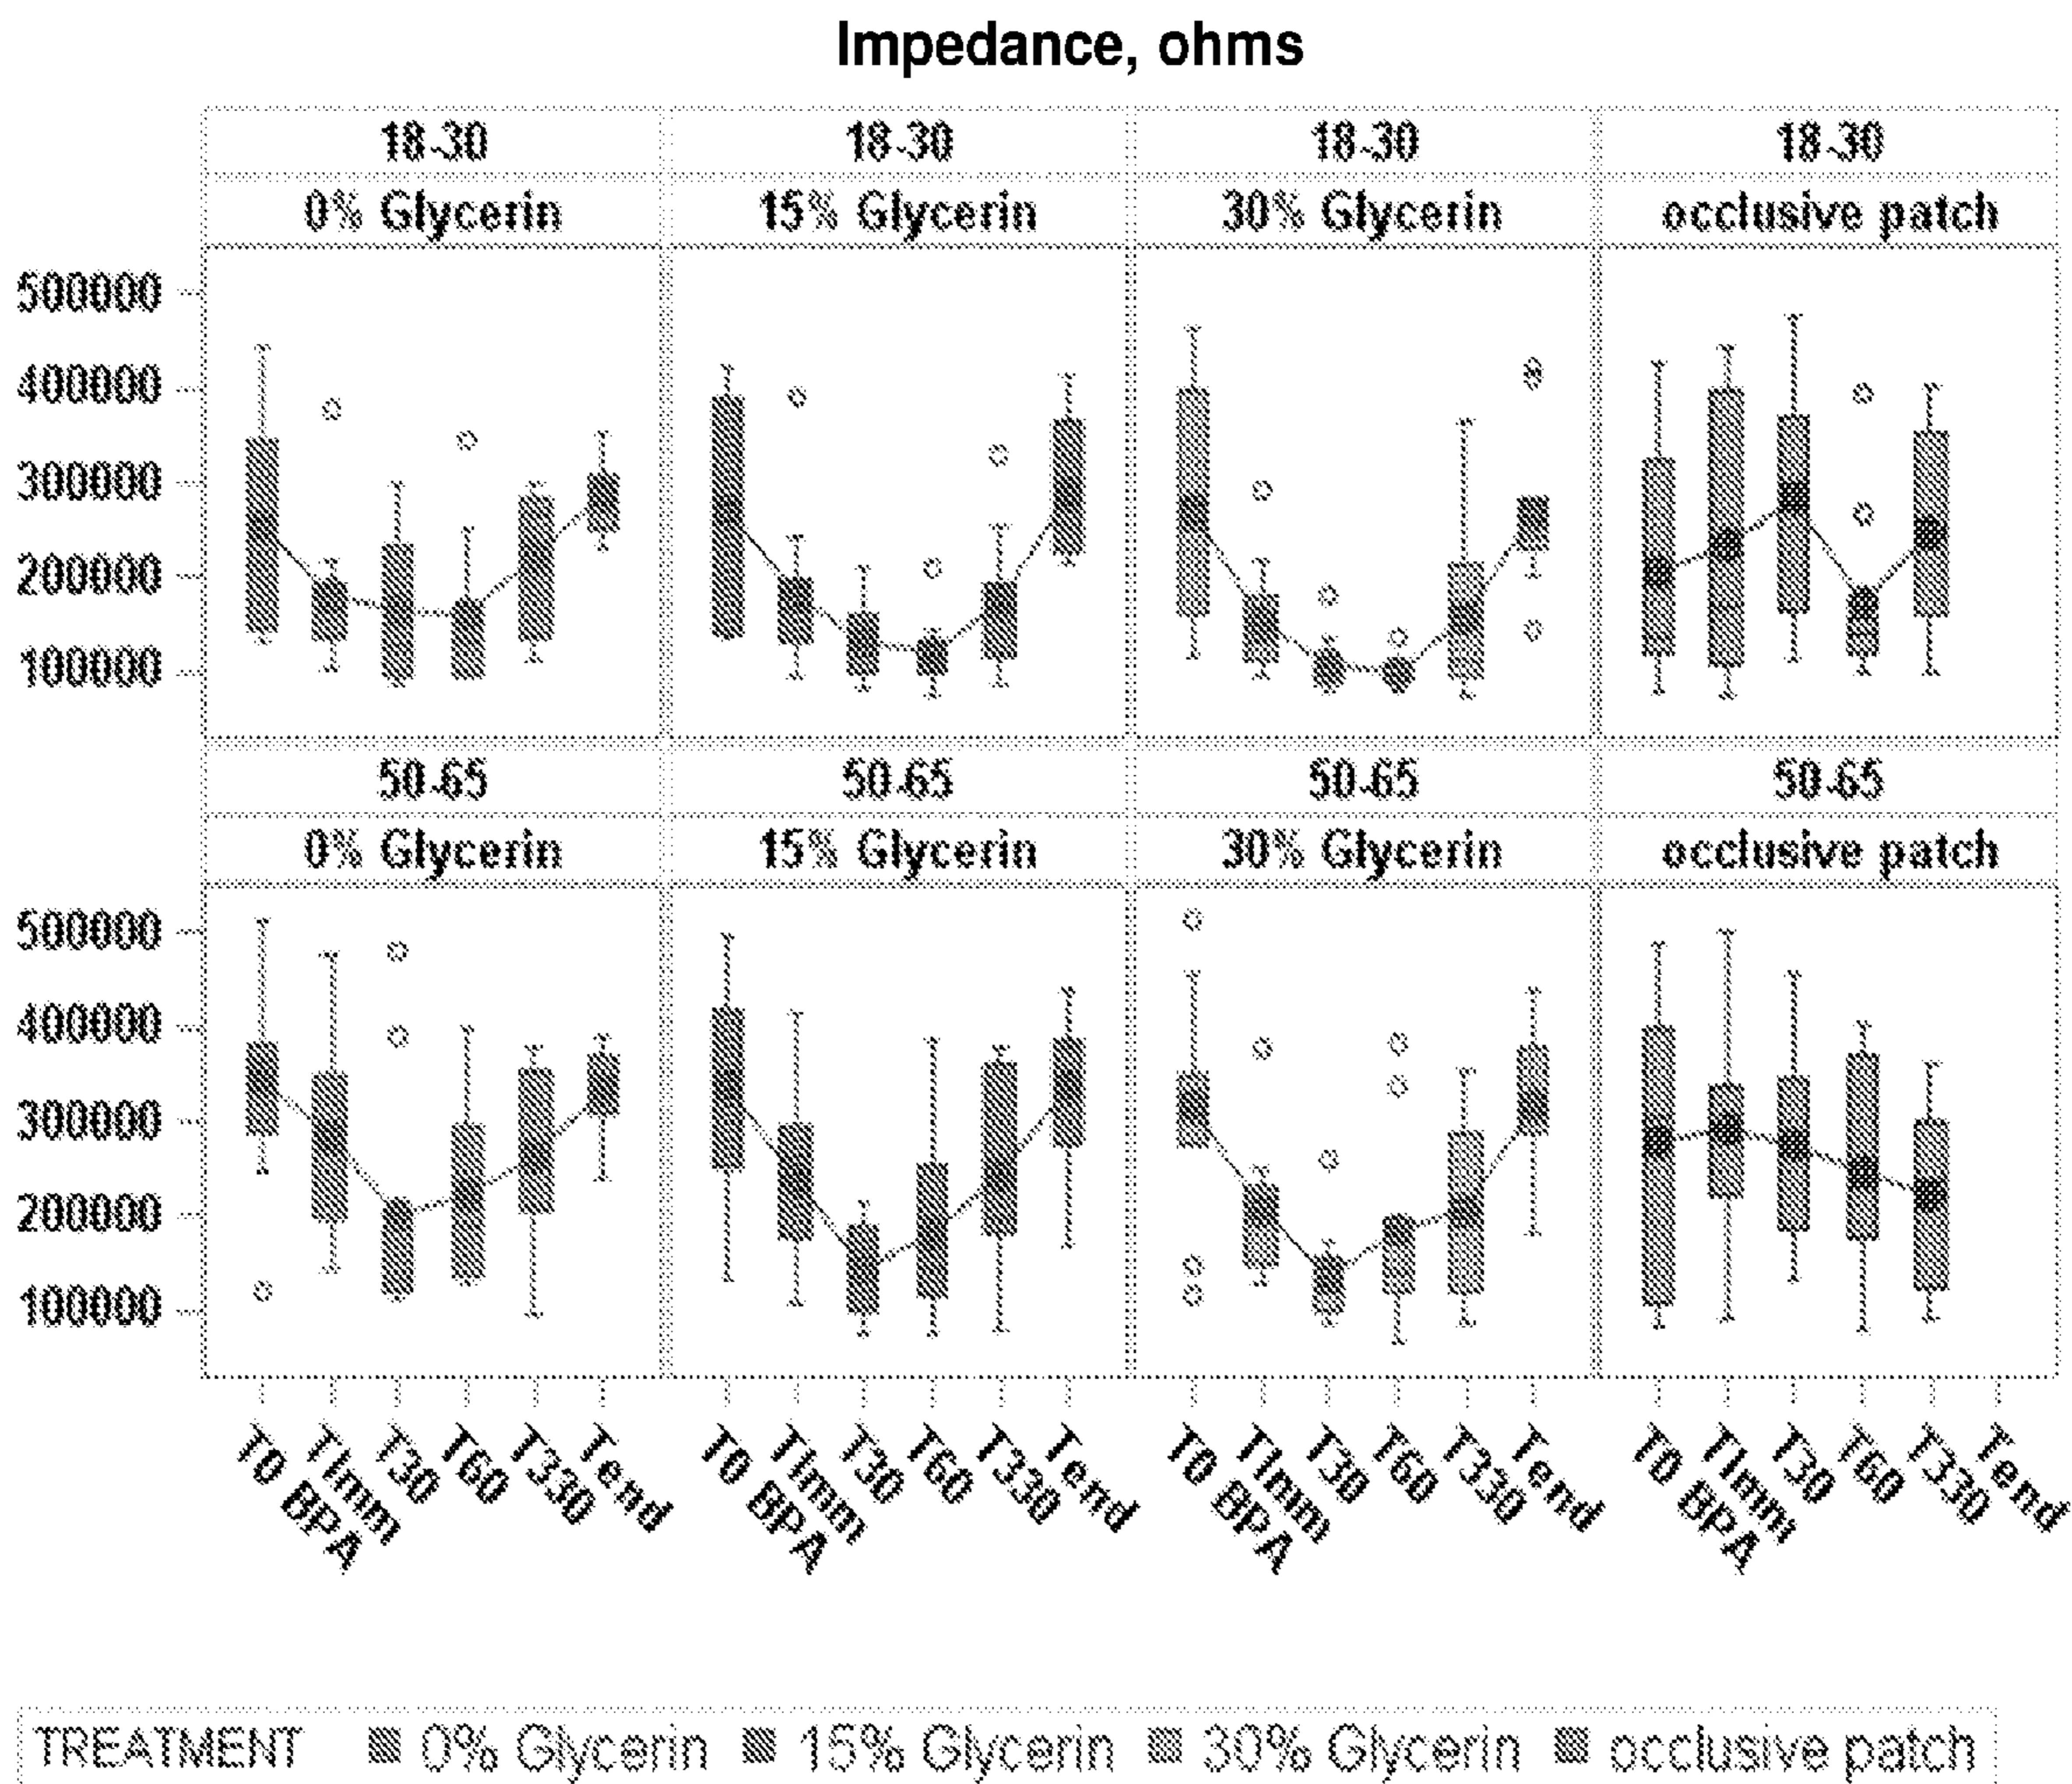 Impedance, ohms
18-30 18-30 18-30 18-30
0% Glycerin 15% Glycerin 30% Glycerin occlusive patch
500000
400000
300000
200000
100000
50-65 50-65 50-65 50-65
0% Glycerin 15% Glycerin 30% Glycerin occlusive patch
500000
400000
300000
200000
100000
T0 BPA TImm T30 T60 T330 Tend T0 BPA TImm T30 T60 T330 Tend T0 BPA TImm T30 T60 T330 Tend T0 BPA TImm T30 T60 T330 Tend
TREATMENT 0% Glycerin 15% Glycerin 30% Glycerin occlusive patch